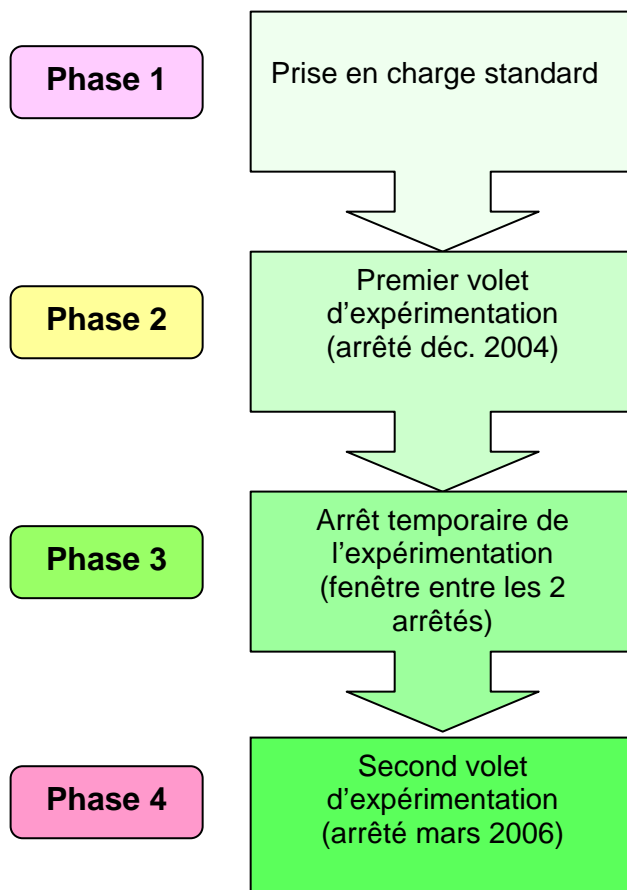 Phase 1
Prise en charge standard
Phase 2
Premier volet
d'expérimentation
(arrêté déc. 2004)
Phase 3
Arrêt temporaire de
l'expérimentation
(fenêtre entre les 2
arrêtés)
Phase 4
Second volet
d'expérimentation
(arrêté mars 2006)